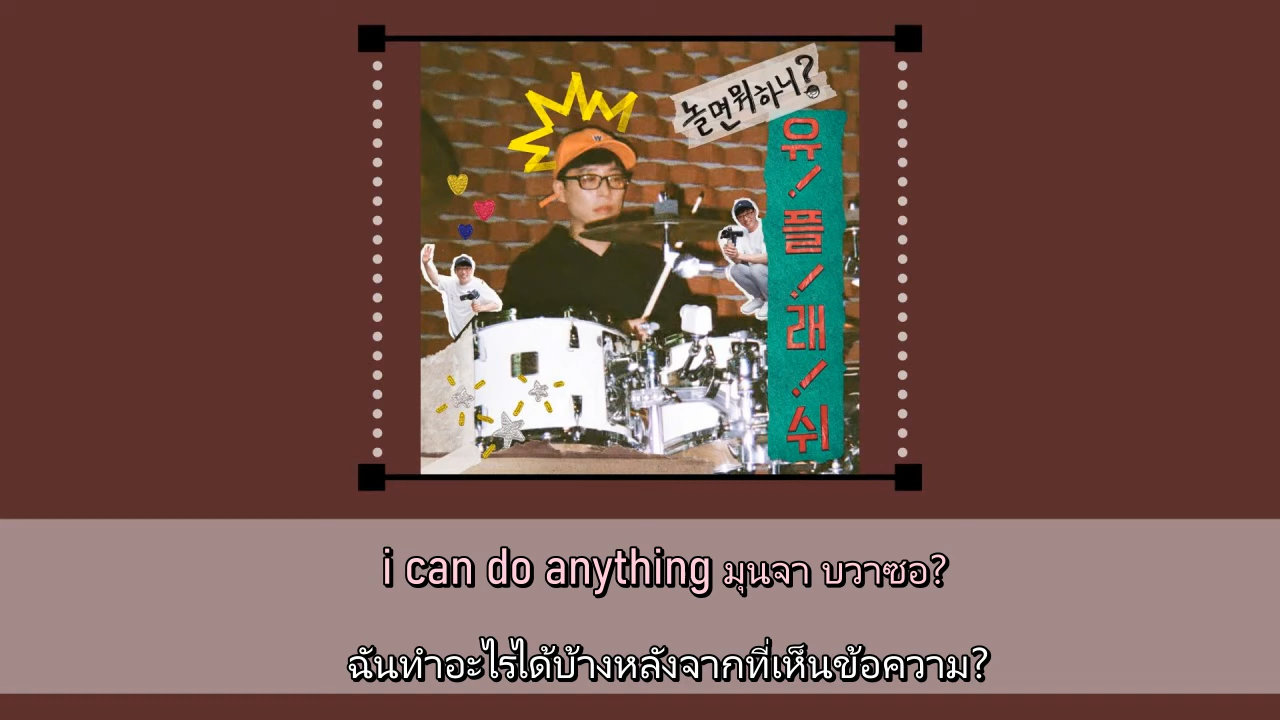 놀면뭐하니?
유!플!래!쉬
i can do anything มุนจา บวาซอ?
ฉันทำอะไรได้บ้างหลังจากที่เห็นข้อความ?